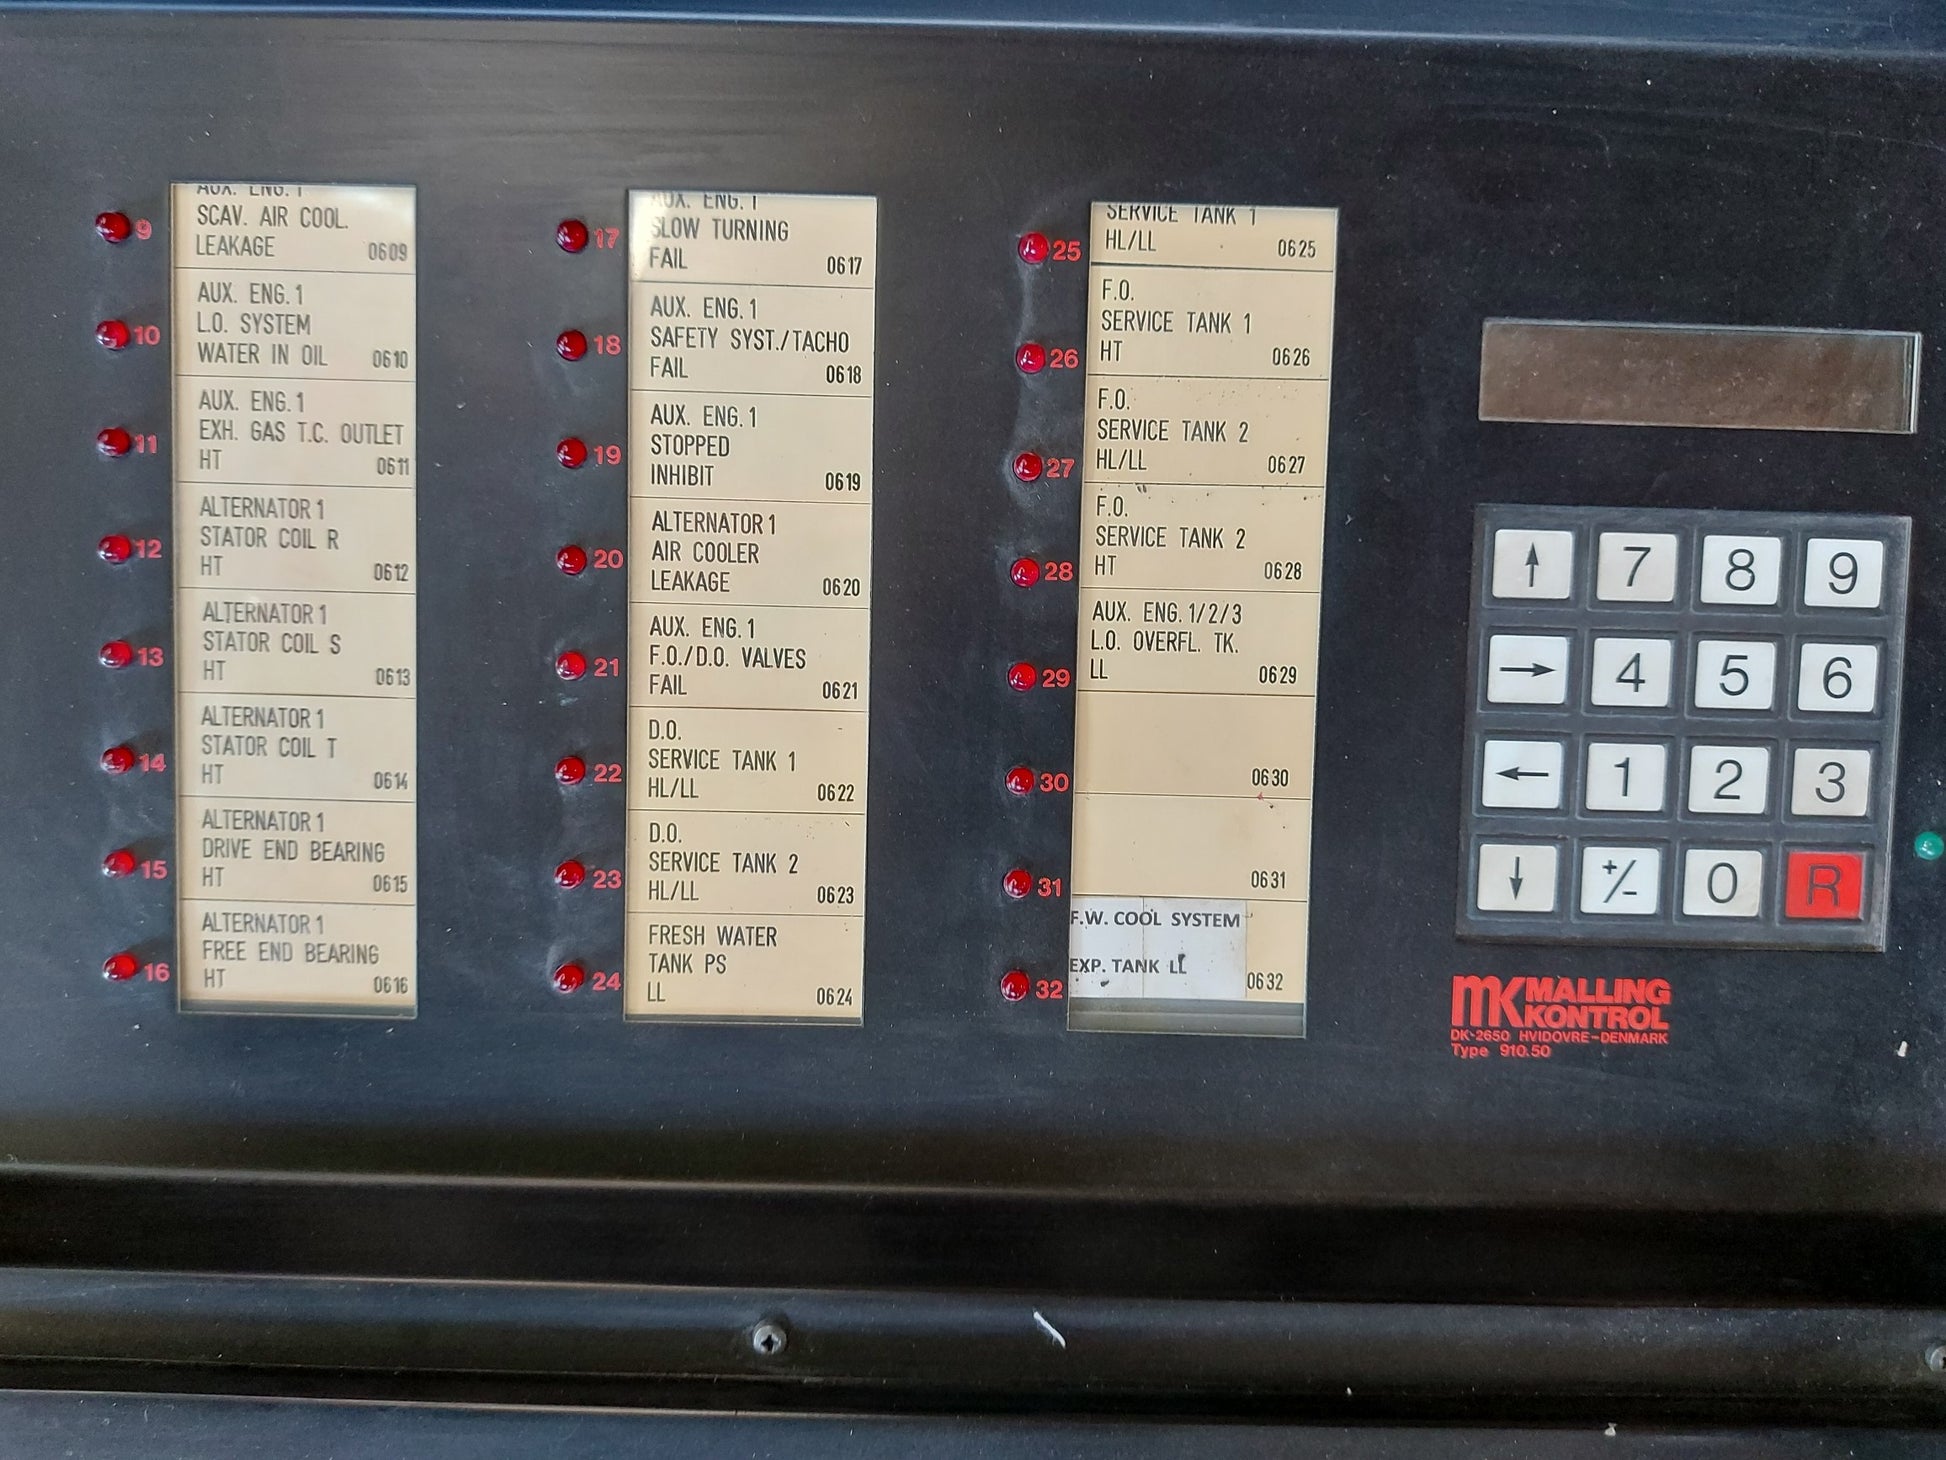 9
AUX. ENG. 1
SCAV. AIR COOL.
LEAKAGE 0609
10
AUX. ENG. 1
L.O. SYSTEM
WATER IN OIL 0610
11
AUX. ENG. 1
EXH. GAS T.C. OUTLET
HT 0611
12
ALTERNATOR 1
STATOR COIL R
HT 0612
13
ALTERNATOR 1
STATOR COIL S
HT 0613
14
ALTERNATOR 1
STATOR COIL T
HT 0614
15
ALTERNATOR 1
DRIVE END BEARING
HT 0615
16
ALTERNATOR 1
FREE END BEARING
HT 0616
17
AUX. ENG. 1
SLOW TURNING
FAIL 0617
18
AUX. ENG. 1
SAFETY SYST./TACHO
FAIL 0618
19
AUX. ENG. 1
STOPPED
INHIBIT 0619
20
ALTERNATOR 1
AIR COOLER
LEAKAGE 0620
21
AUX. ENG. 1
F.O./D.O. VALVES
FAIL 0621
22
D.O.
SERVICE TANK 1
HL/LL 0622
23
D.O.
SERVICE TANK 2
HL/LL 0623
24
FRESH WATER
TANK PS
LL 0624
25
SERVICE TANK 1
HL/LL 0625
26
F.O.
SERVICE TANK 1
HT 0626
27
F.O.
SERVICE TANK 2
HL/LL 0627
28
F.O.
SERVICE TANK 2
HT 0628
29
AUX. ENG. 1/2/3
L.O. OVERFL. TK.
LL 0629
30
0630
31
0631
32
F.W. COOL SYSTEM
EXP. TANK LL 0632
↑ 7 8 9
→ 4 5 6
← 1 2 3
↓ +/- 0 R
MK MALLING
KONTROL
DK-2650 HVIDOVRE-DENMARK
Type 910.50